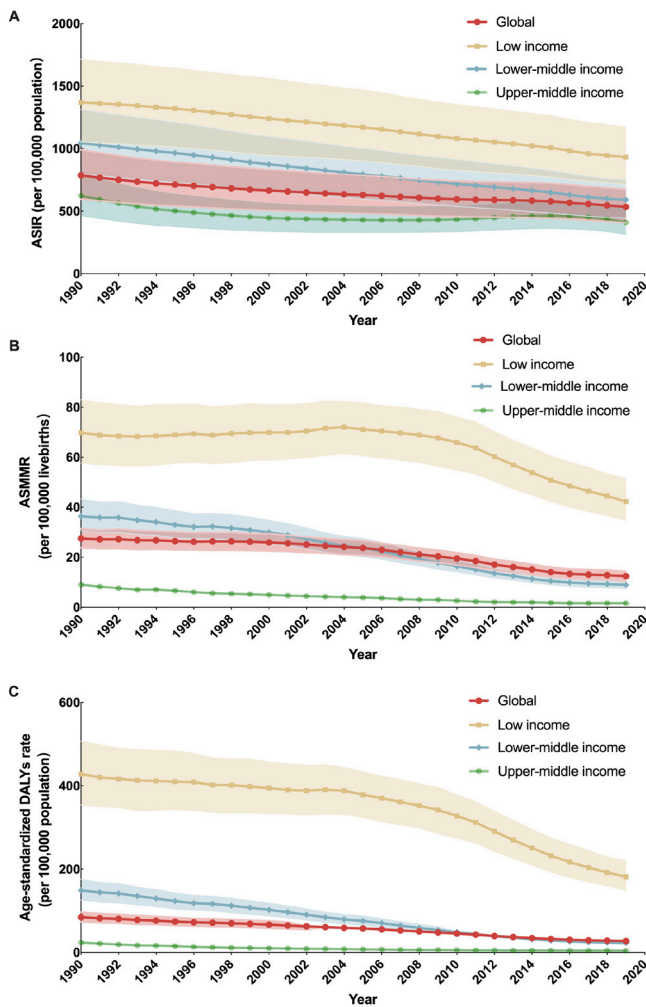 A
2000
1500
1000
500
0
ASIR (per 100,000 population)
Global
Low income
Lower-middle income
Upper-middle income
1990 1992 1994 1996 1998 2000 2002 2004 2006 2008 2010 2012 2014 2016 2018 2020
Year
B
100
80
60
40
20
0
ASMMR
(per 100,000 livebirths)
Global
Low income
Lower-middle income
Upper-middle income
1990 1992 1994 1996 1998 2000 2002 2004 2006 2008 2010 2012 2014 2016 2018 2020
Year
C
600
400
200
0
Age-standardized DALYs rate
(per 100,000 population)
Global
Low income
Lower-middle income
Upper-middle income
1990 1992 1994 1996 1998 2000 2002 2004 2006 2008 2010 2012 2014 2016 2018 2020
Year